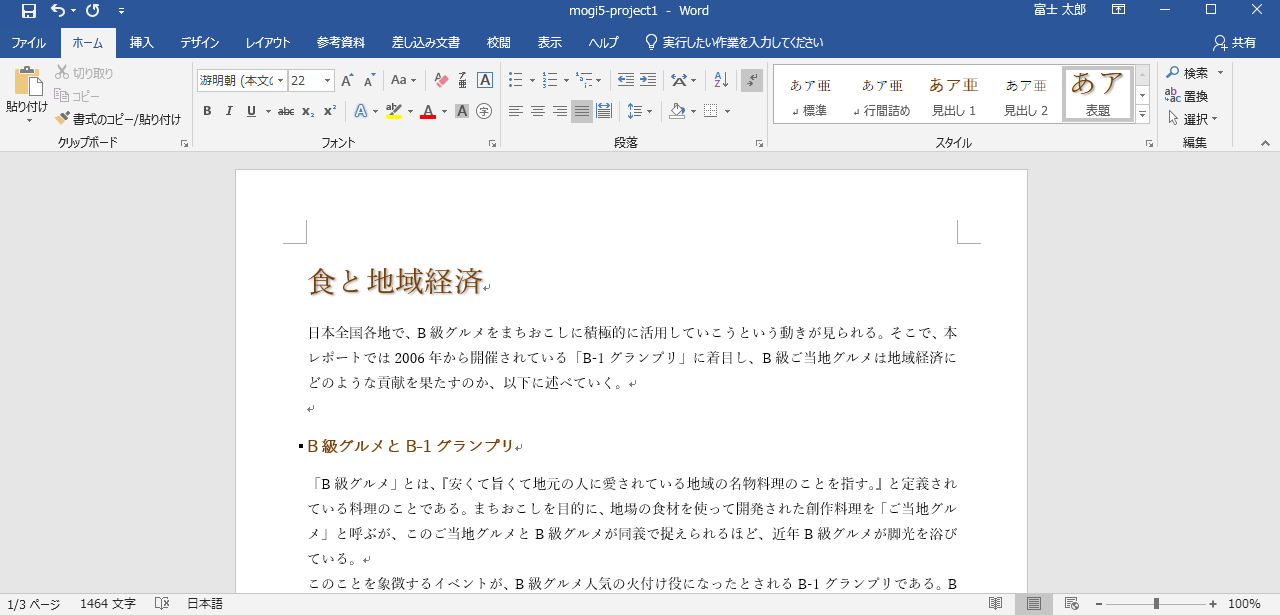 mogi5-project1 - Word
富士 太郎
ファイル ホーム 挿入 デザイン レイアウト 参考資料 差し込み文書 校閲 表示 ヘルプ 実行したい作業を入力してください 共有
貼り付け
切り取り
コピー
書式のコピー/貼り付け
クリップボード
游明朝 (本文の 22
Aa
B I U abc x₂ x²
フォント
段落
あア亜 あア亜 あア亜 あア亜 あア
↲ 標準 ↲ 行間詰め 見出し 1 見出し 2 表題
スタイル
検索
置換
選択
編集
食と地域経済
日本全国各地で、B 級グルメをまちおこしに積極的に活用していこうという動きが見られる。そこで、本
レポートでは 2006 年から開催されている「B-1 グランプリ」に着目し、B 級ご当地グルメは地域経済に
どのような貢献を果たすのか、以下に述べていく。
B 級グルメと B-1 グランプリ
「B 級グルメ」とは、『安くて旨くて地元の人に愛されている地域の名物料理のことを指す。』と定義され
ている料理のことである。まちおこしを目的に、地場の食材を使って開発された創作料理を「ご当地グル
メ」と呼ぶが、このご当地グルメと B 級グルメが同義で捉えられるほど、近年 B 級グルメが脚光を浴び
ている。
このことを象徴するイベントが、B 級グルメ人気の火付け役になったとされる B-1 グランプリである。B
1/3 ページ 1464 文字 日本語 100%